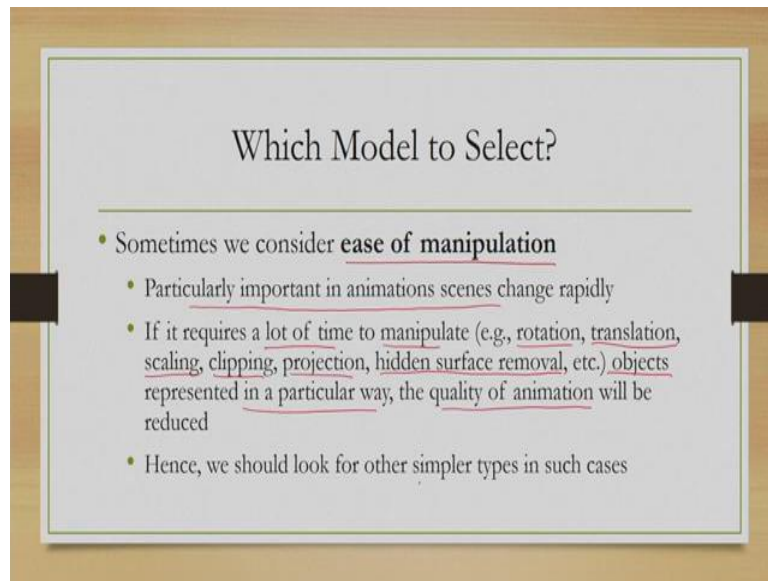 Which Model to Select?
• Sometimes we consider ease of manipulation
• Particularly important in animations scenes change rapidly
• If it requires a lot of time to manipulate (e.g., rotation, translation,
scaling, clipping, projection, hidden surface removal, etc.) objects
represented in a particular way, the quality of animation will be
reduced
• Hence, we should look for other simpler types in such cases